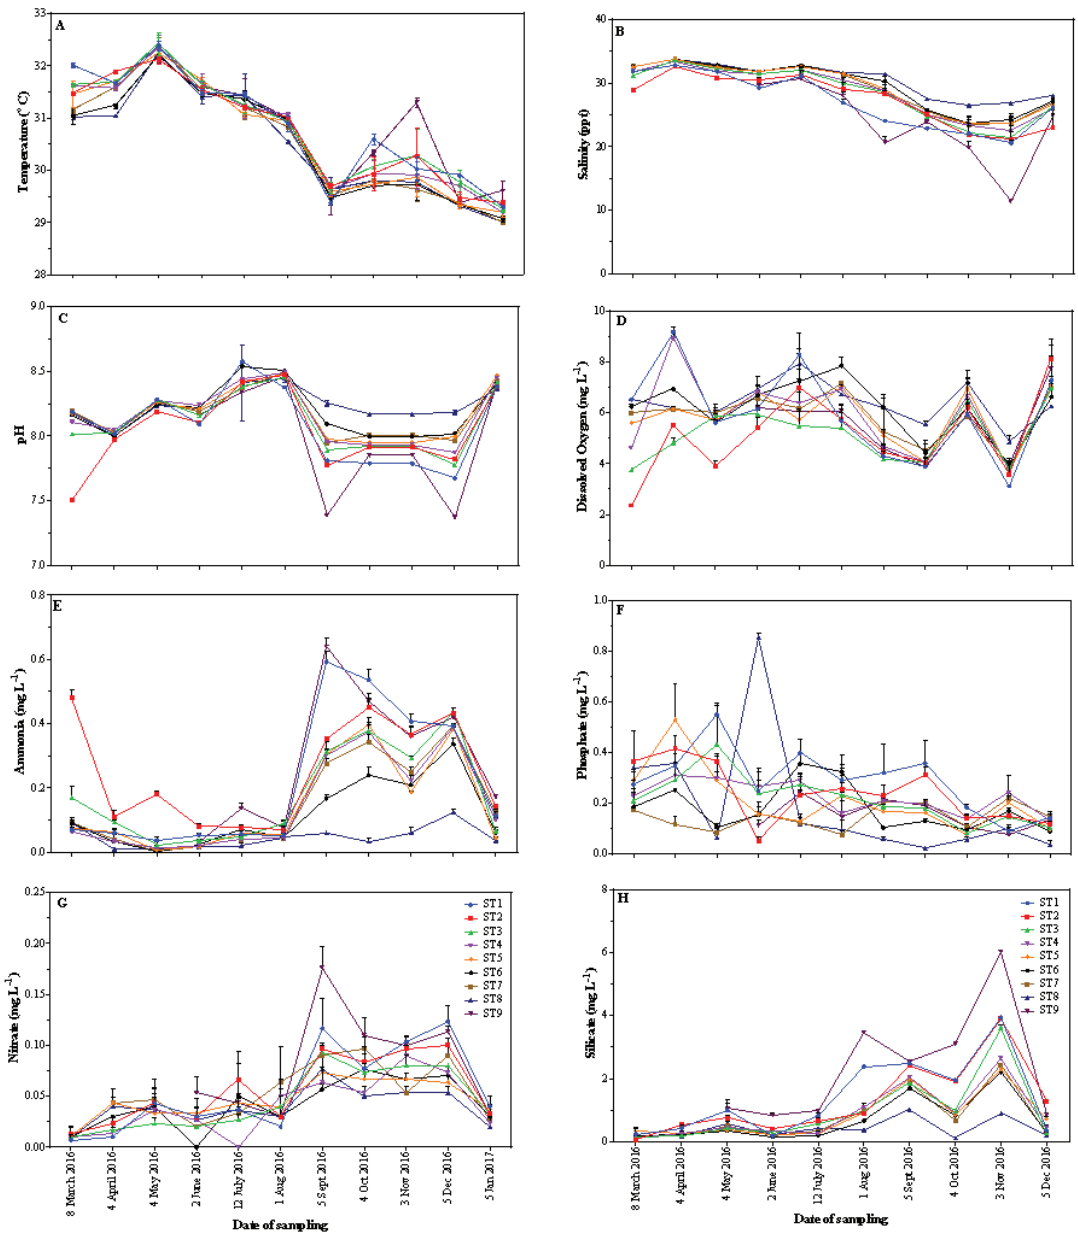 A
33
32
31
30
29
28
Temperature (° C)
B
40
30
20
10
0
Salinity (ppt)
C
9.0
8.5
8.0
7.5
7.0
pH
D
10
8
6
4
2
0
Dissolved Oxygen (mg L-1)
E
0.8
0.6
0.4
0.2
0.0
Ammonia (mg L-1)
F
1.0
0.8
0.6
0.4
0.2
0.0
Phosphate (mg L-1)
G
0.25
0.20
0.15
0.10
0.05
0.00
Nitrate (mg L-1)
ST1
ST2
ST3
ST4
ST5
ST6
ST7
ST8
ST9
8 March 2016
4 April 2016
4 May 2016
2 June 2016
12 July 2016
1 Aug 2016
5 Sept 2016
4 Oct 2016
3 Nov 2016
5 Dec 2016
5 Jan 2017
Date of sampling
H
8
6
4
2
0
Silicate (mg L-1)
ST1
ST2
ST3
ST4
ST5
ST6
ST7
ST8
ST9
8 March 2016
4 April 2016
4 May 2016
2 June 2016
12 July 2016
1 Aug 2016
5 Sept 2016
4 Oct 2016
3 Nov 2016
5 Dec 2016
Date of sampling